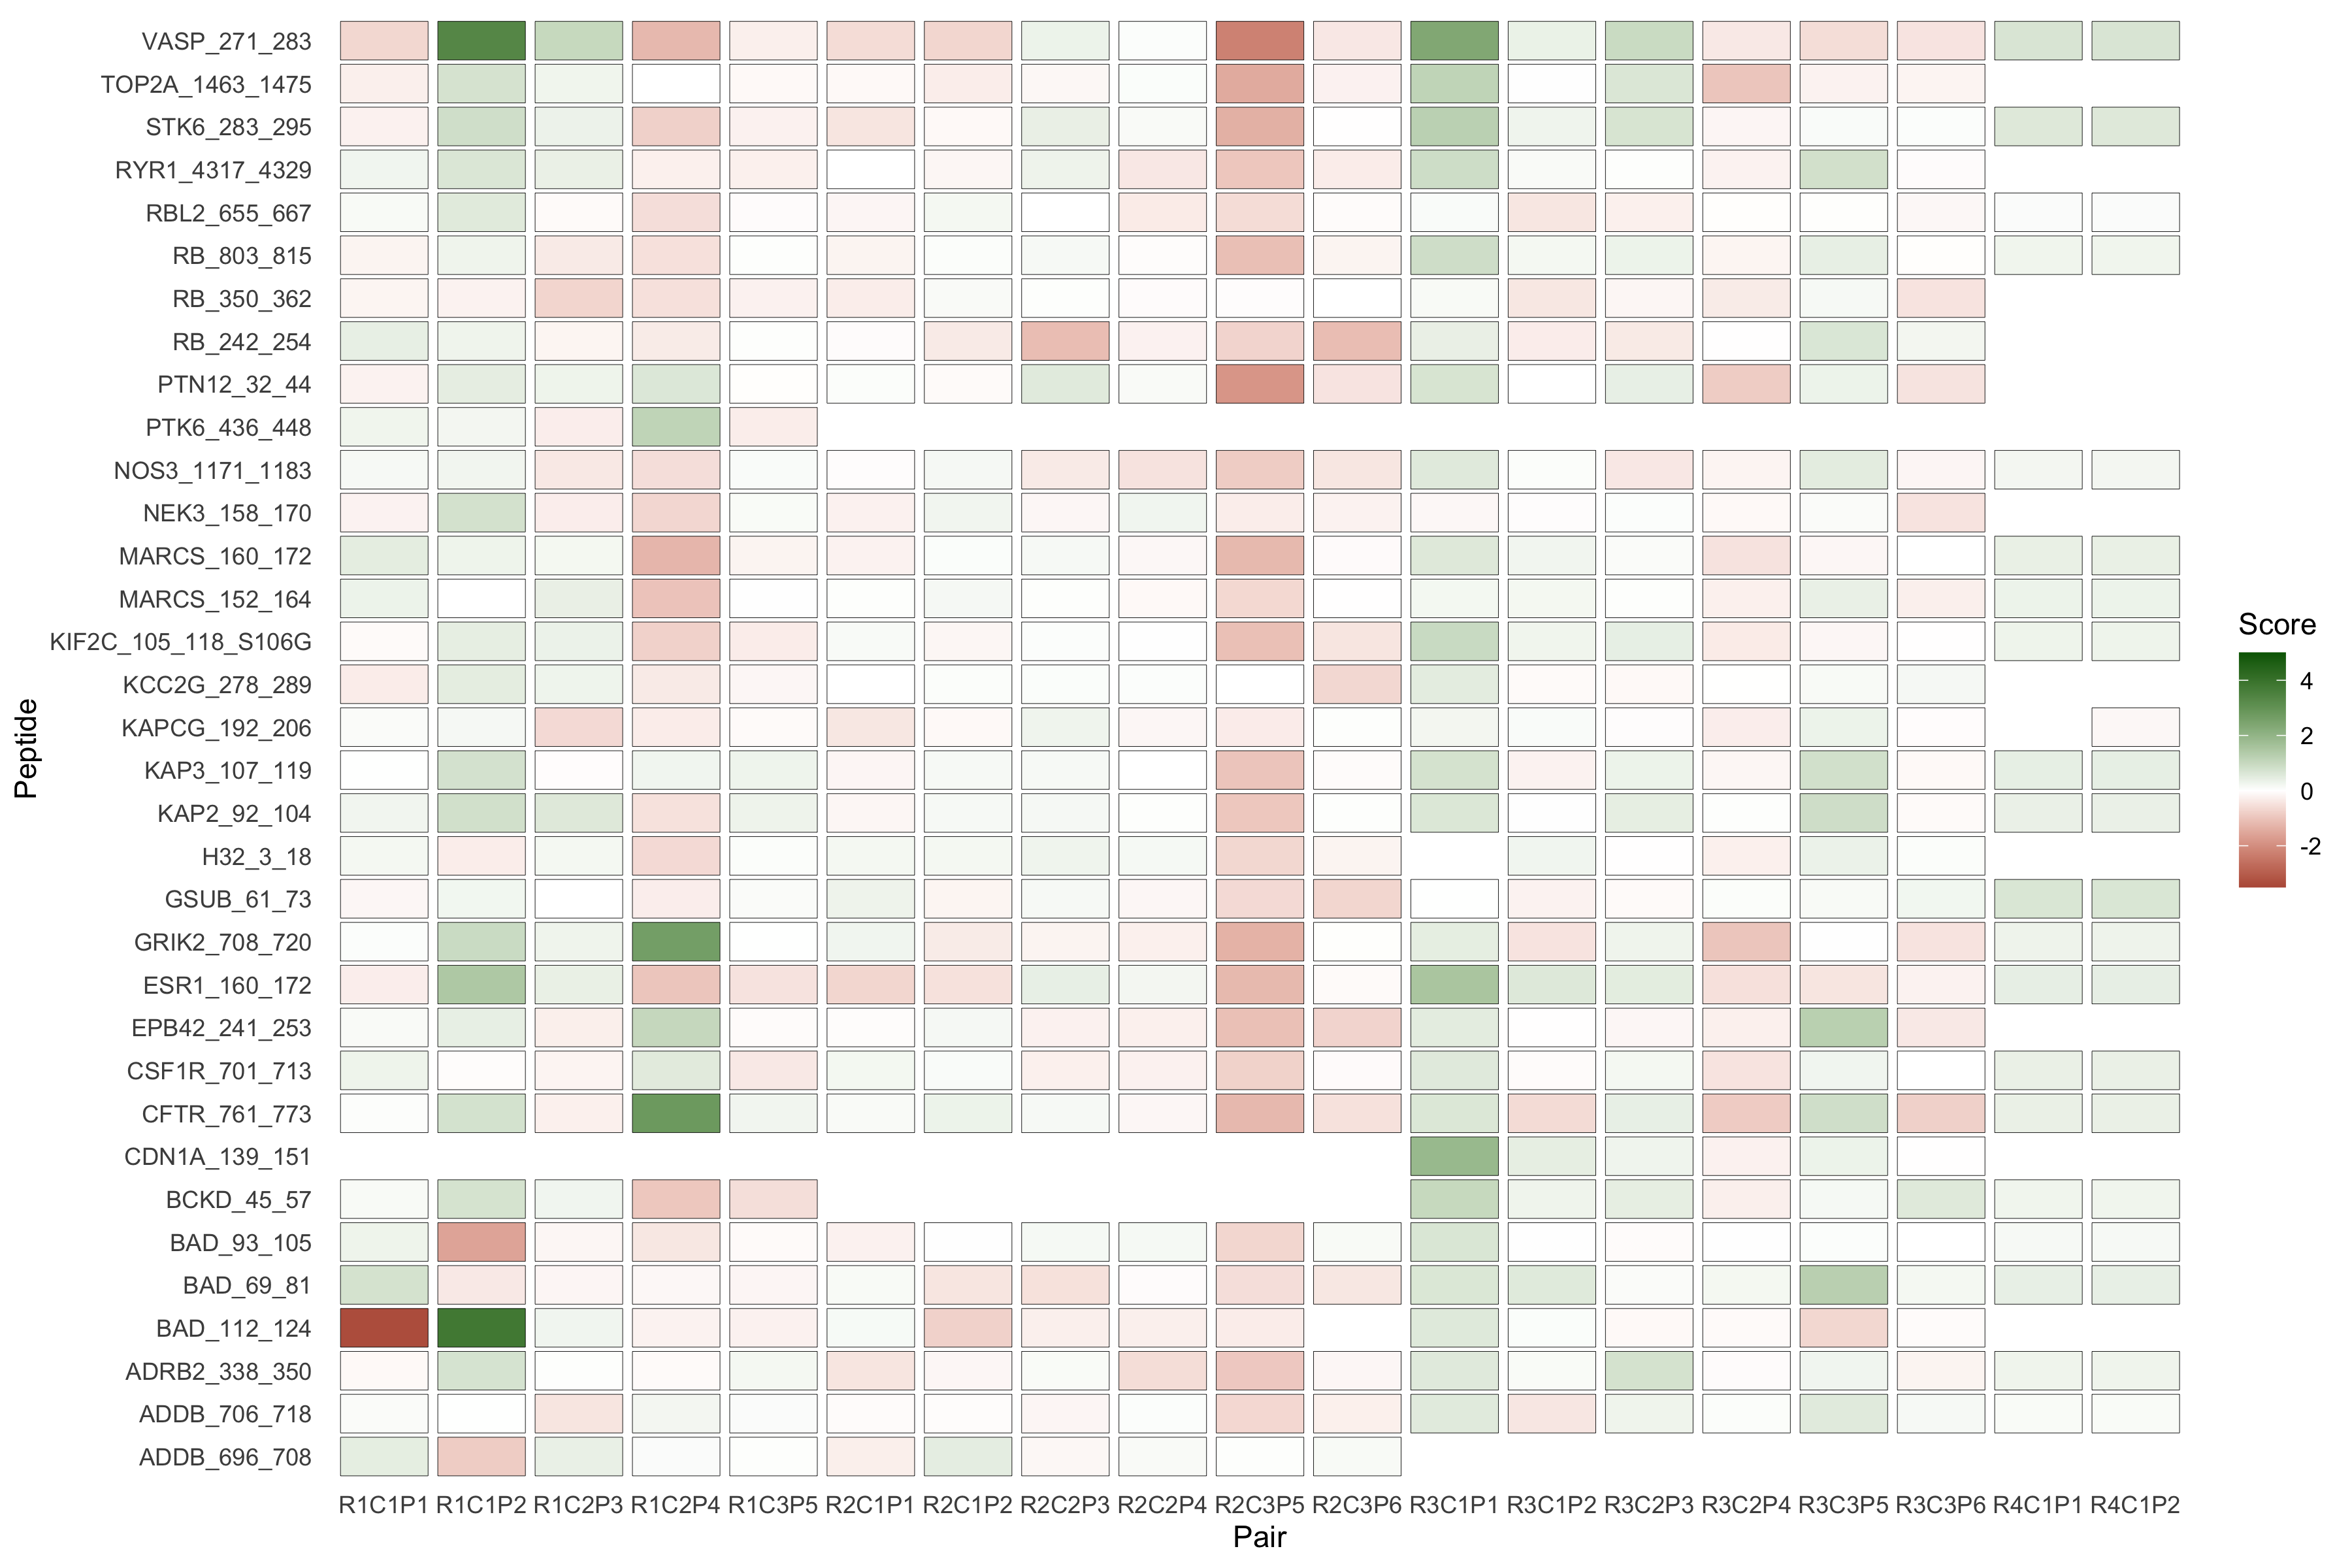 VASP_271_283
TOP2A_1463_1475
STK6_283_295
RYR1_4317_4329
RBL2_655_667
RB_803_815
RB_350_362
RB_242_254
PTN12_32_44
PTK6_436_448
NOS3_1171_1183
NEK3_158_170
MARCS_160_172
MARCS_152_164
KIF2C_105_118_S106G
KCC2G_278_289
KAPCG_192_206
KAP3_107_119
KAP2_92_104
H32_3_18
GSUB_61_73
GRIK2_708_720
ESR1_160_172
EPB42_241_253
CSF1R_701_713
CFTR_761_773
CDN1A_139_151
BCKD_45_57
BAD_93_105
BAD_69_81
BAD_112_124
ADRB2_338_350
ADDB_706_718
ADDB_696_708
Peptide
R1C1P1 R1C1P2 R1C2P3 R1C2P4 R1C3P5 R2C1P1 R2C1P2 R2C2P3 R2C2P4 R2C3P5 R2C3P6 R3C1P1 R3C1P2 R3C2P3 R3C2P4 R3C3P5 R3C3P6 R4C1P1 R4C1P2
Pair
Score
4
2
0
-2